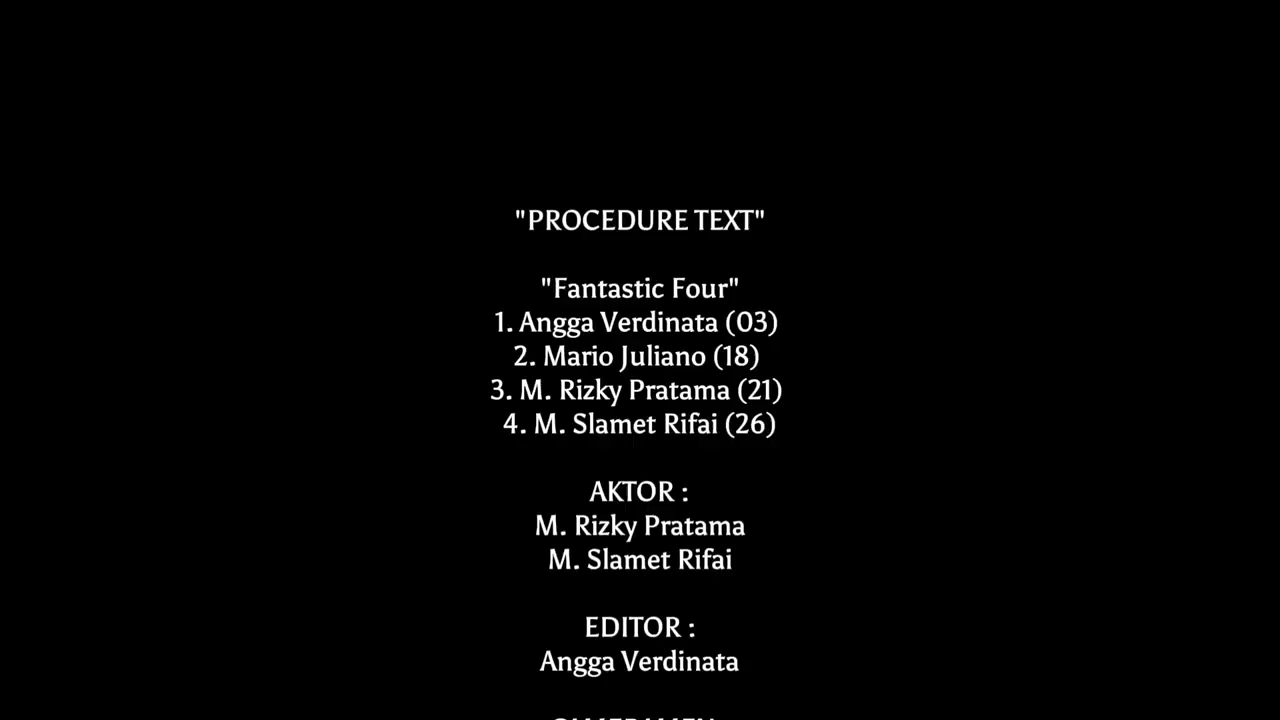 "PROCEDURE TEXT"
"Fantastic Four"
1. Angga Verdinata (03)
2. Mario Juliano (18)
3. M. Rizky Pratama (21)
4. M. Slamet Rifai (26)
AKTOR :
M. Rizky Pratama
M. Slamet Rifai
EDITOR :
Angga Verdinata